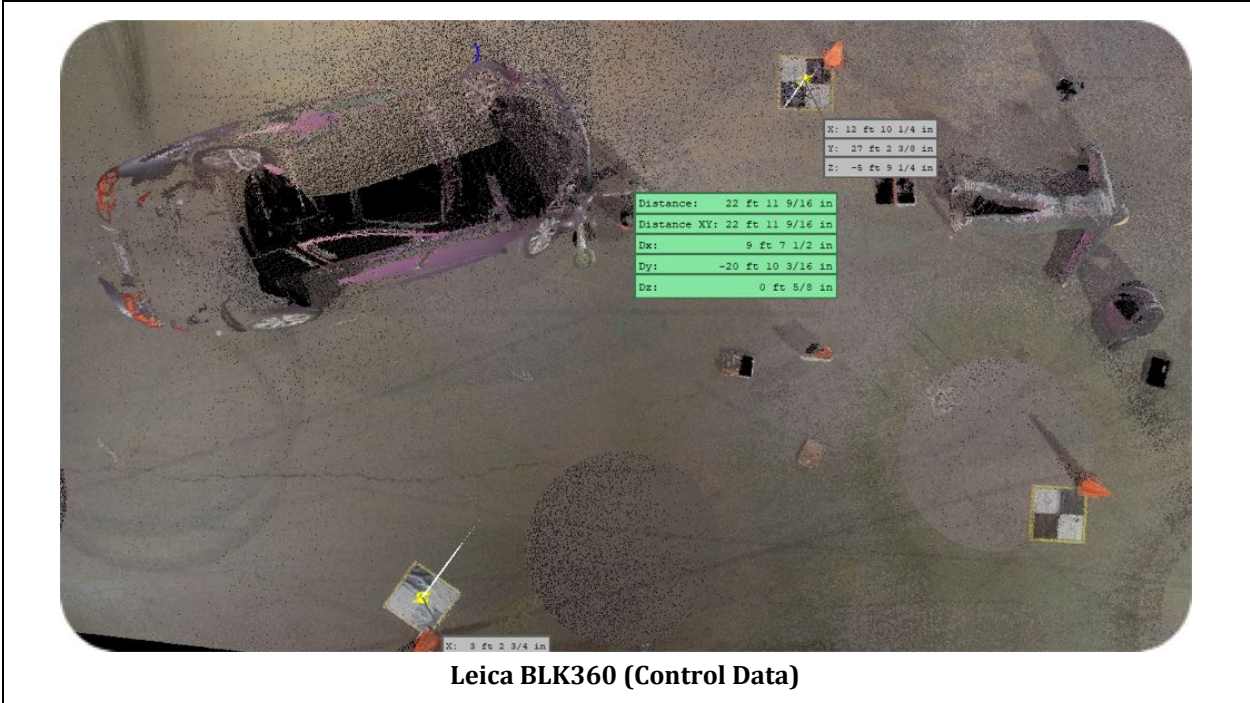 X: 12 ft 10 1/4 in
Y: 27 ft 2 3/8 in
Z: -5 ft 9 1/4 in
Distance: 22 ft 11 9/16 in
Distance XY: 22 ft 11 9/16 in
Dx: 9 ft 7 1/2 in
Dy: -20 ft 10 3/16 in
Dz: 0 ft 5/8 in
X: 3 ft 2 3/4 in
Leica BLK360 (Control Data)